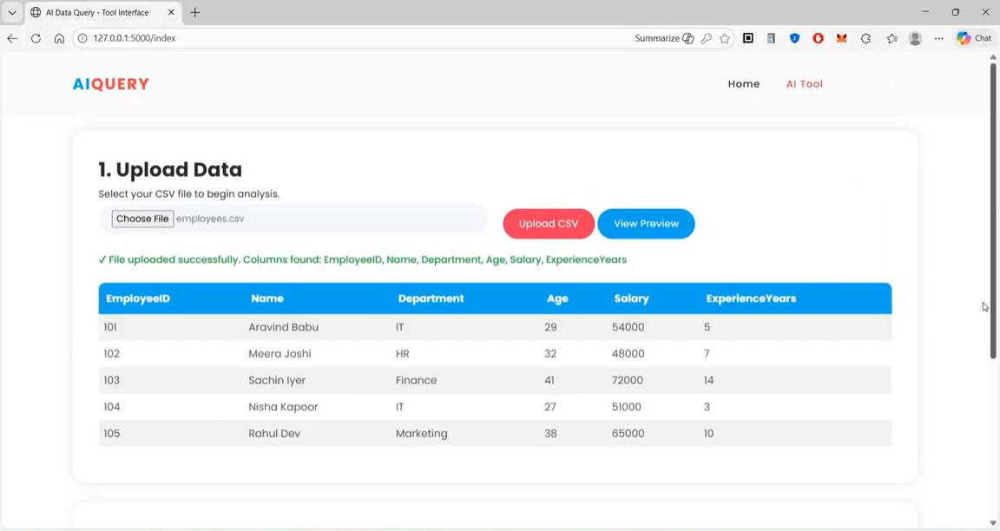 AI Data Query - Tool Interface
127.0.0.1:5000/index
Summarize
Chat
AIQUERY
Home
AI Tool
1. Upload Data
Select your CSV file to begin analysis.
Choose File employees.csv
Upload CSV
View Preview
✓ File uploaded successfully. Columns found: EmployeeID, Name, Department, Age, Salary, ExperienceYears
EmployeeID Name Department Age Salary ExperienceYears
101 Aravind Babu IT 29 54000 5
102 Meera Joshi HR 32 48000 7
103 Sachin Iyer Finance 41 72000 14
104 Nisha Kapoor IT 27 51000 3
105 Rahul Dev Marketing 38 65000 10